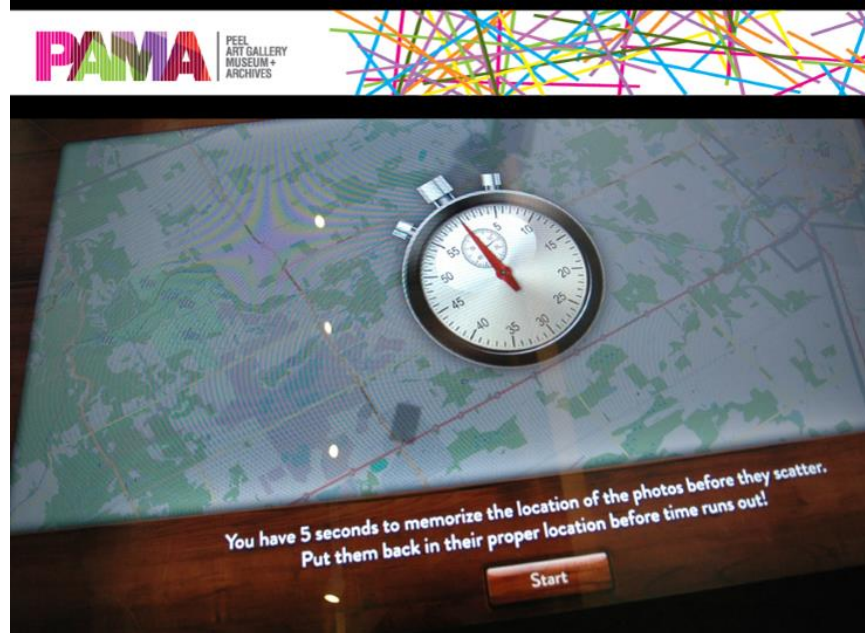 PAMA
PEEL
ART GALLERY
MUSEUM+
ARCHIVES
5
10
15
20
25
30
35
40
45
50
55
You have 5 seconds to memorize the location of the photos before they scatter.
Put them back in their proper location before time runs out!
Start